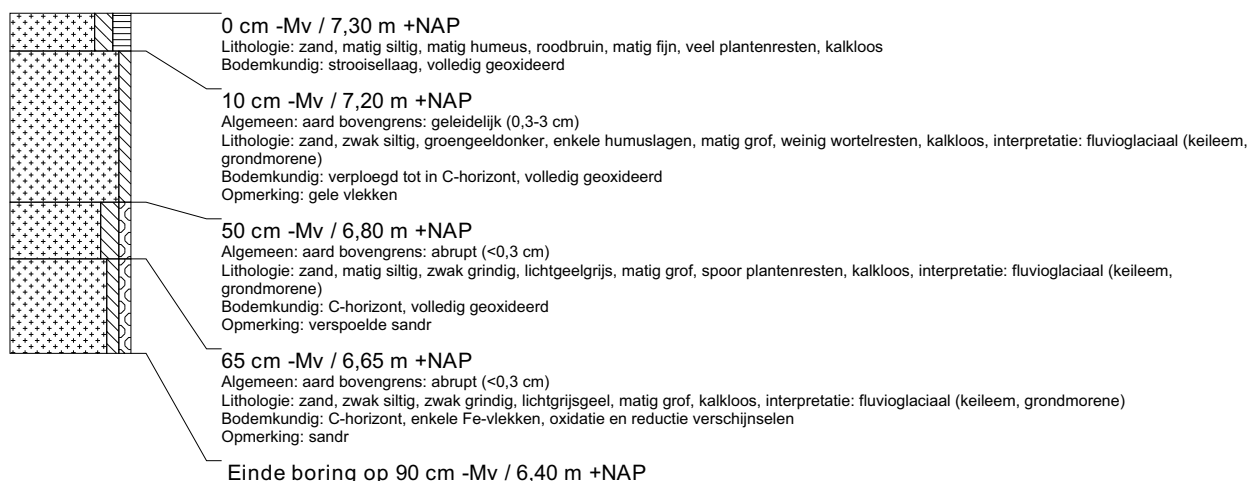 0 cm -Mv / 7,30 m +NAP
Lithologie: zand, matig siltig, matig humeus, roodbruin, matig fijn, veel plantenresten, kalkloos
Bodemkundig: strooisellaag, volledig geoxideerd
10 cm -Mv / 7,20 m +NAP
Algemeen: aard bovengrens: geleidelijk (0,3-3 cm)
Lithologie: zand, zwak siltig, groengeeldonker, enkele humuslagen, matig grof, weinig wortelresten, kalkloos, interpretatie: fluvioglaciaal (keileem,
grondmorene)
Bodemkundig: verploegd tot in C-horizont, volledig geoxideerd
Opmerking: gele vlekken
50 cm -Mv / 6,80 m +NAP
Algemeen: aard bovengrens: abrupt (<0,3 cm)
Lithologie: zand, matig siltig, zwak grindig, lichtgeelgrijs, matig grof, spoor plantenresten, kalkloos, interpretatie: fluvioglaciaal (keileem,
grondmorene)
Bodemkundig: C-horizont, volledig geoxideerd
Opmerking: verspoelde sandr
65 cm -Mv / 6,65 m +NAP
Algemeen: aard bovengrens: abrupt (<0,3 cm)
Lithologie: zand, zwak siltig, zwak grindig, lichtgrijsgeel, matig grof, kalkloos, interpretatie: fluvioglaciaal (keileem, grondmorene)
Bodemkundig: C-horizont, enkele Fe-vlekken, oxidatie en reductie verschijnselen
Opmerking: sandr
Einde boring op 90 cm -Mv / 6,40 m +NAP